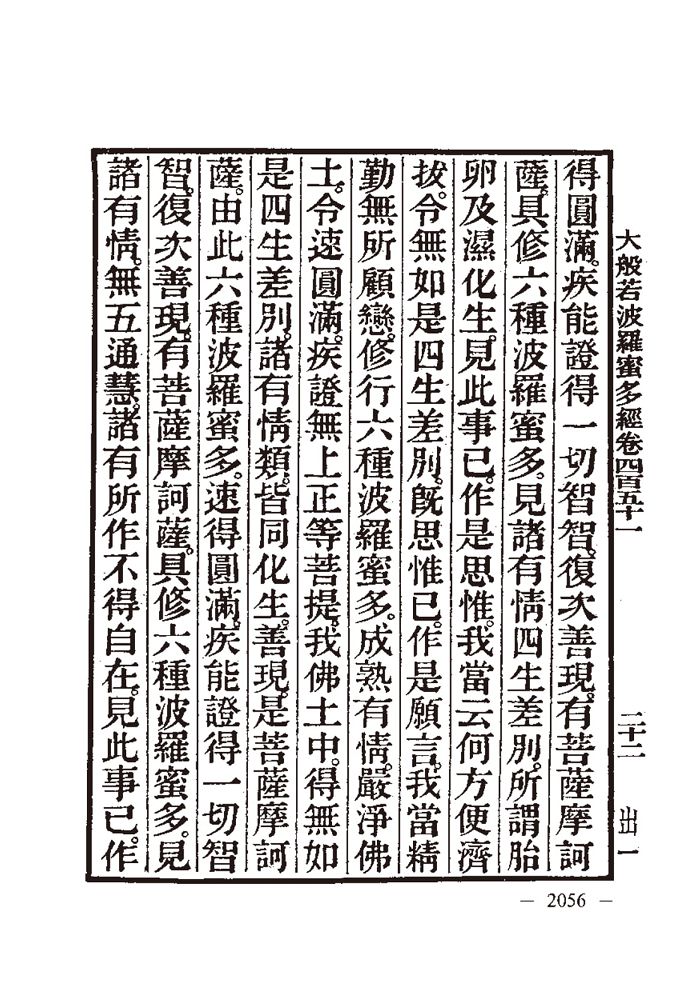 大般若波羅蜜多經卷四百五十一　二十二　出一
得圓滿。疾能證得一切智智。復次善現。有菩薩摩訶
薩。具修六種波羅蜜多。見諸有情四生差別。所謂胎
卵及濕化生。見此事已。作是思惟。我當云何方便濟
拔。令無如是四生差別。旣思惟已。作是願言。我當精
勤無所顧戀。修行六種波羅蜜多。成熟有情。嚴淨佛
土。令速圓滿。疾證無上正等菩提。我佛土中。得無如
是四生差別。諸有情類。皆同化生。善現。是菩薩摩訶
薩。由此六種波羅蜜多。速得圓滿。疾能證得一切智
智。復次善現。有菩薩摩訶薩。具修六種波羅蜜多。見
諸有情。無五通慧。諸有所作不得自在。見此事已。作
— 2056 —